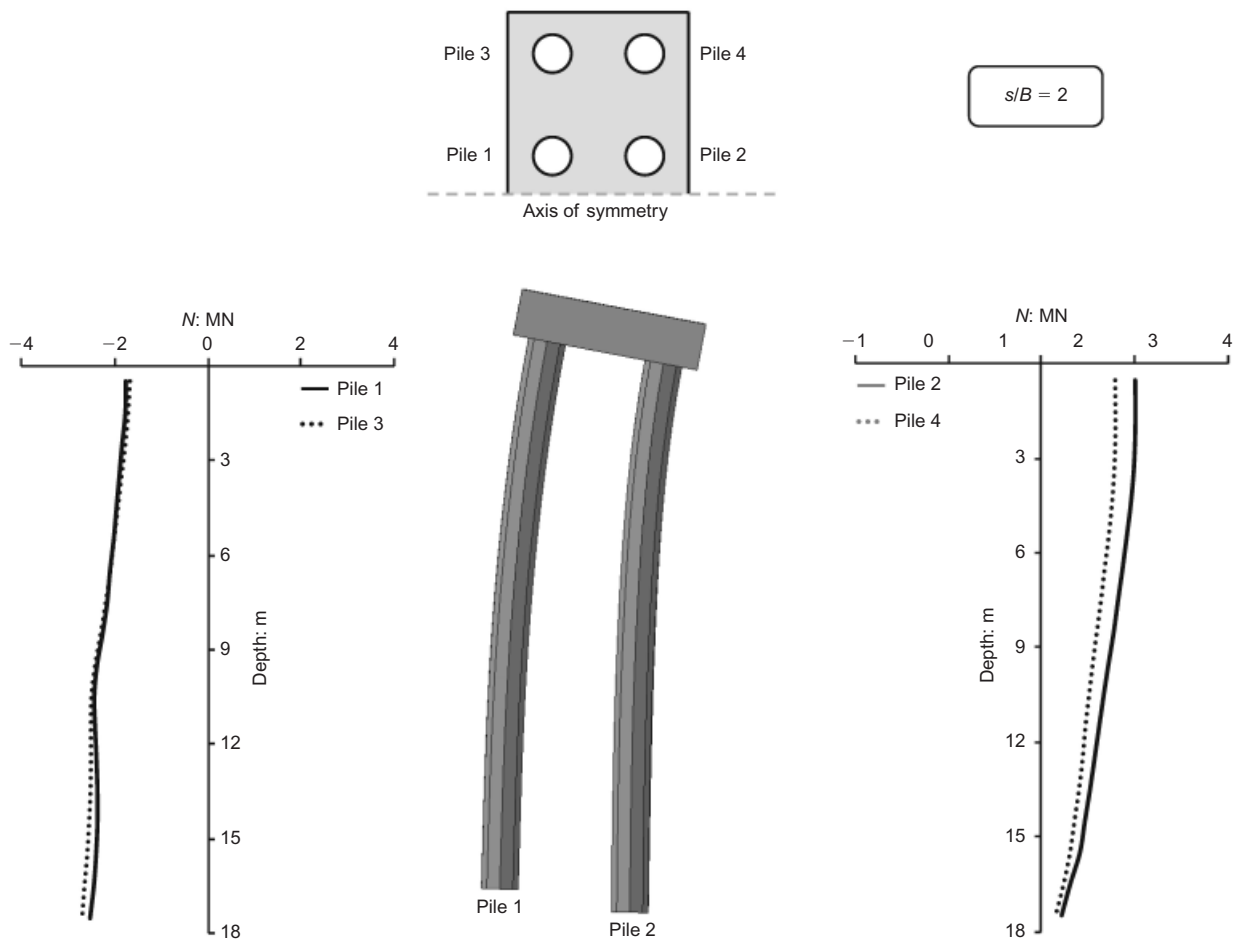 Pile 3
Pile 4
s/B = 2
Pile 1
Pile 2
Axis of symmetry
N: MN
−4 −2 0 2 4
Pile 1
Pile 3
3
6
9
12
15
18
Depth: m
Pile 1
Pile 2
N: MN
−1 0 1 2 3 4
Pile 2
Pile 4
3
6
9
12
15
18
Depth: m